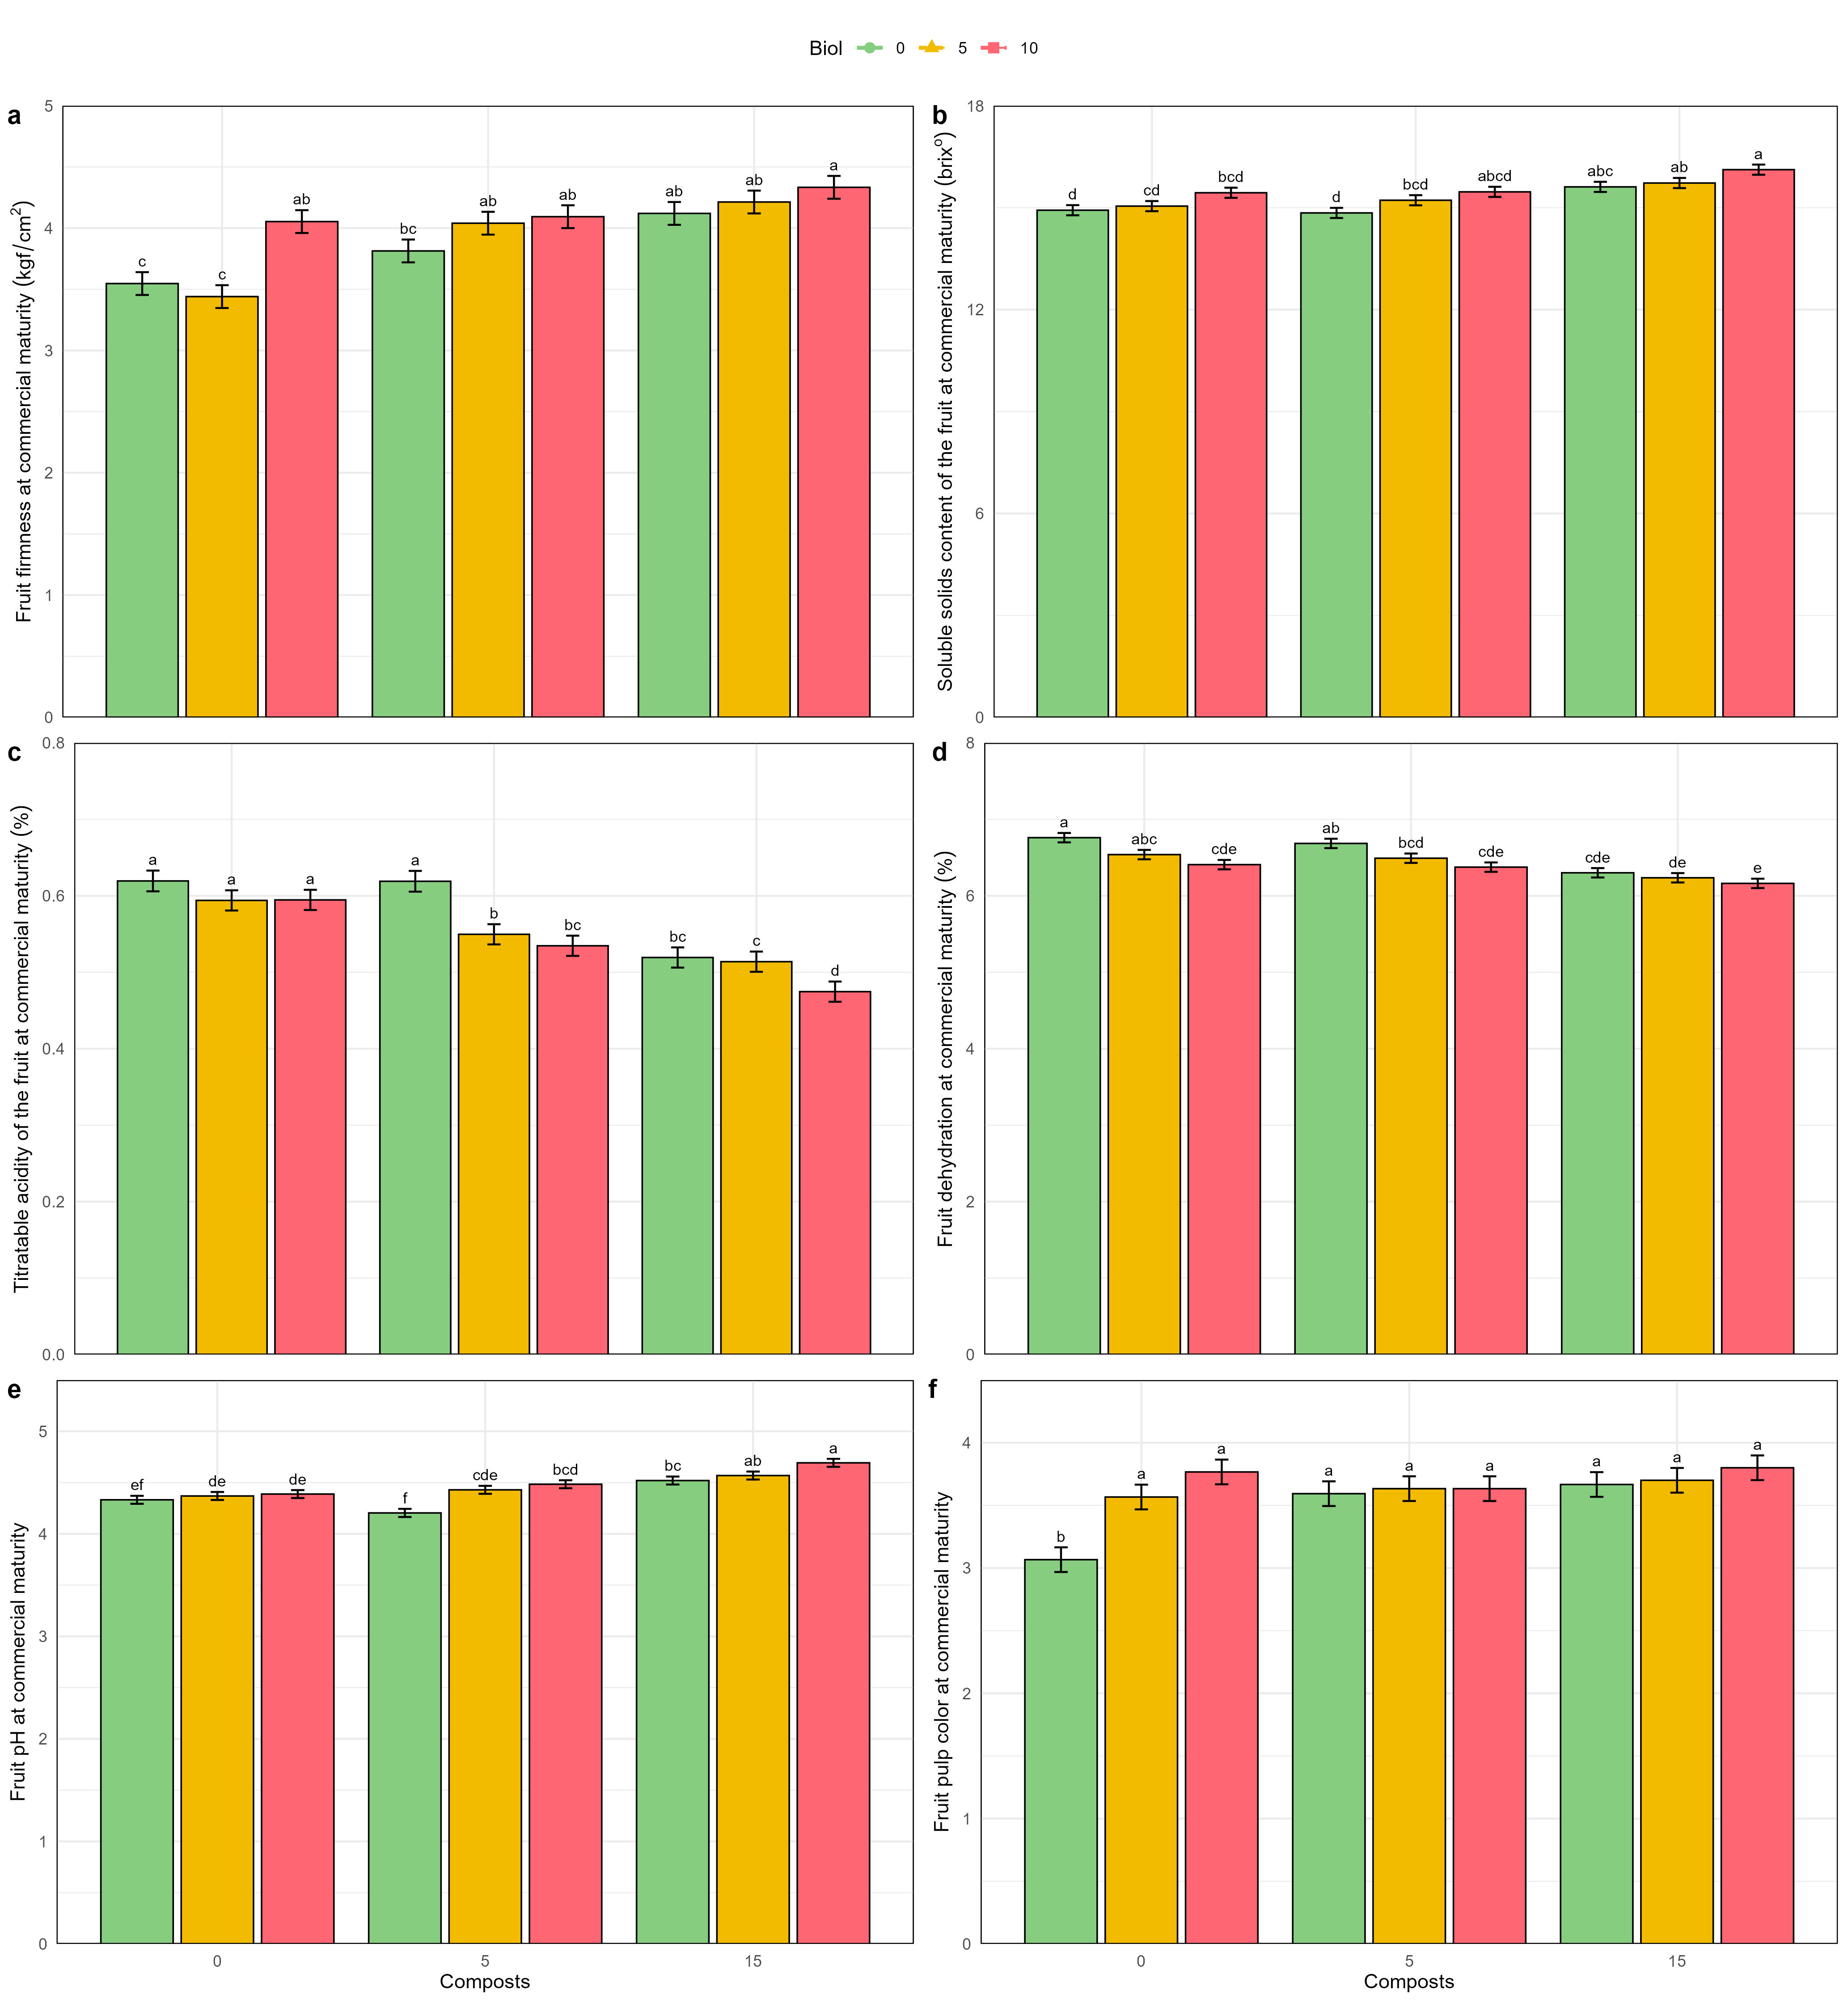 Biol 0 5 10
a
Fruit firmness at commercial maturity (kgf/cm²)
5
4
3
2
1
0
c c ab bc ab ab ab ab a
b
Soluble solids content of the fruit at commercial maturity (brixº)
18
12
6
0
d cd bcd d bcd abcd abc ab a
c
Titratable acidity of the fruit at commercial maturity (%)
0.8
0.6
0.4
0.2
0.0
a a a a b bc bc c d
d
Fruit dehydration at commercial maturity (%)
8
6
4
2
0
a abc cde ab bcd cde cde de e
e
Fruit pH at commercial maturity
5
4
3
2
1
0
ef de de f cde bcd bc ab a
0 5 15
Composts
f
Fruit pulp color at commercial maturity
4
3
2
1
0
b a a a a a a a a
0 5 15
Composts